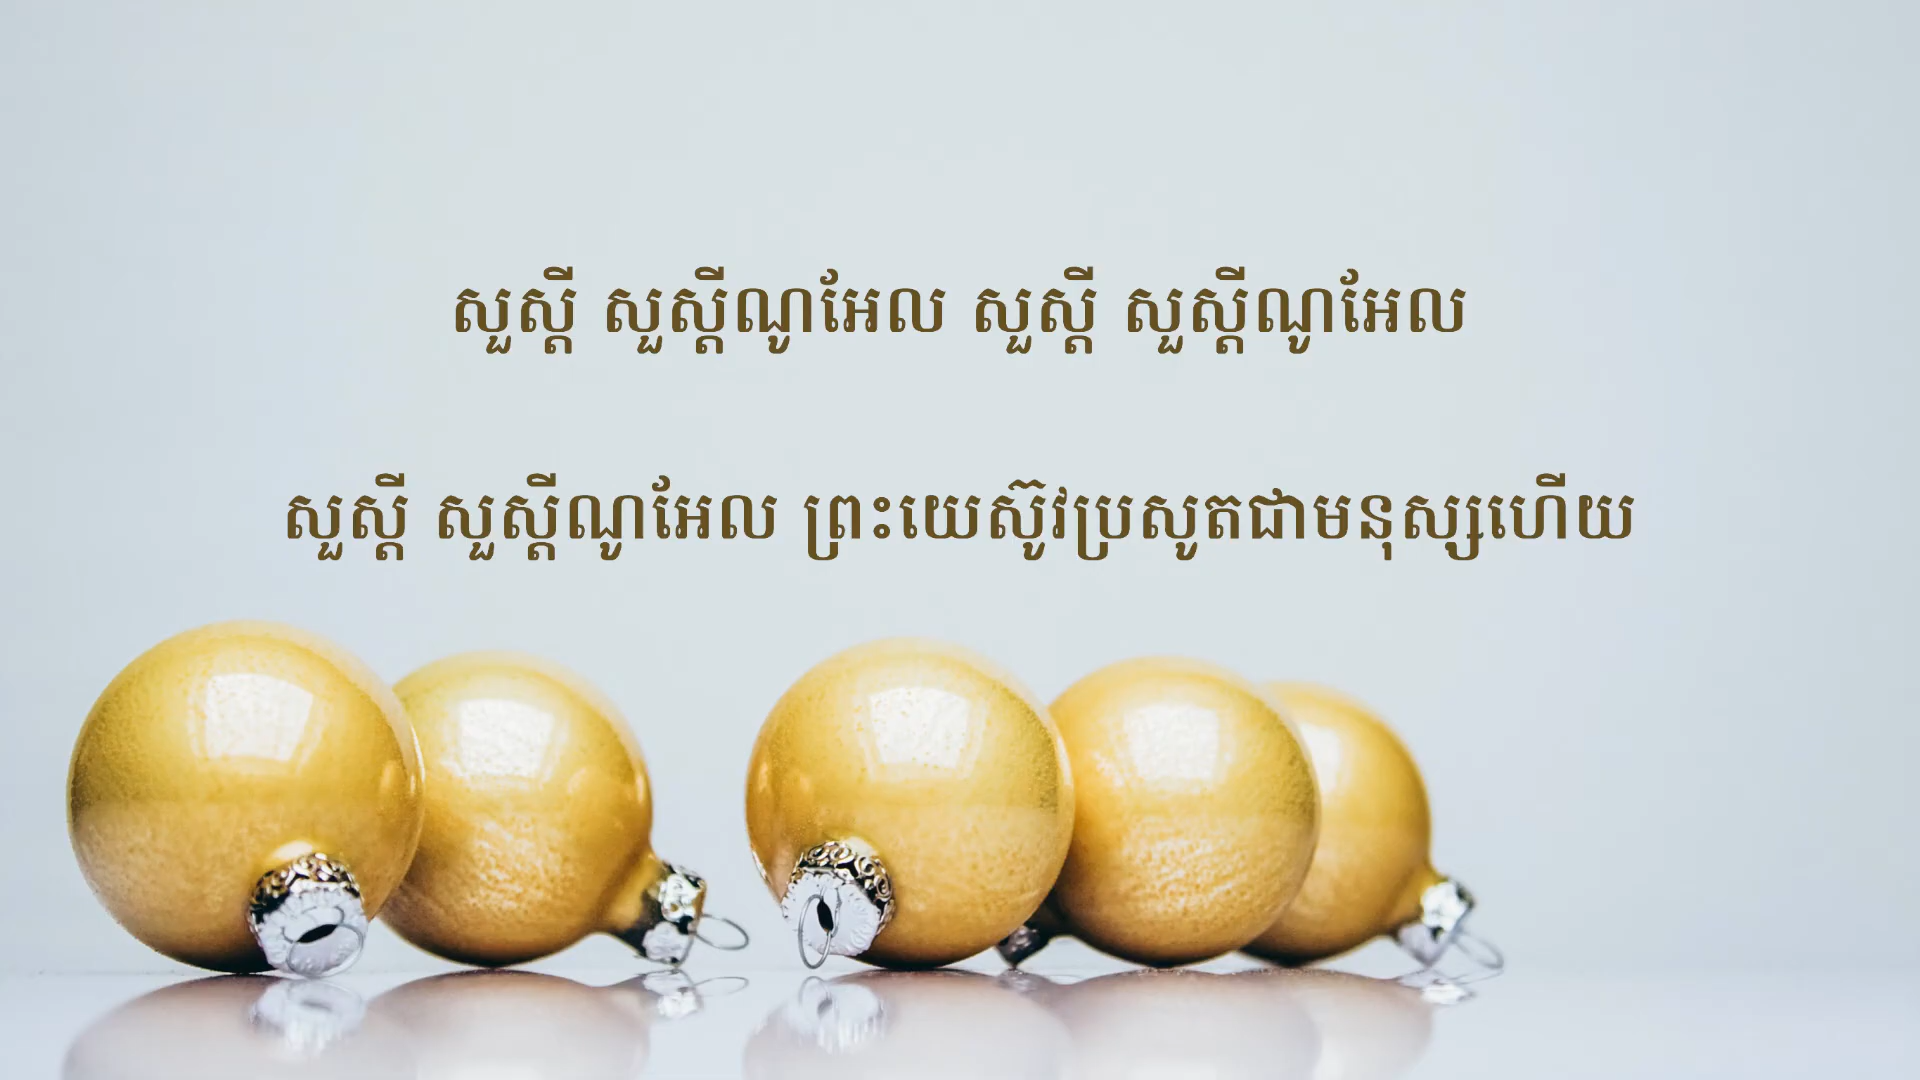 សួស្តី សួស្តីណូអែល សួស្តី សួស្តីណូអែល
សួស្តី សួស្តីណូអែល ព្រះយេស៊ូវប្រសូតជាមនុស្សហើយ